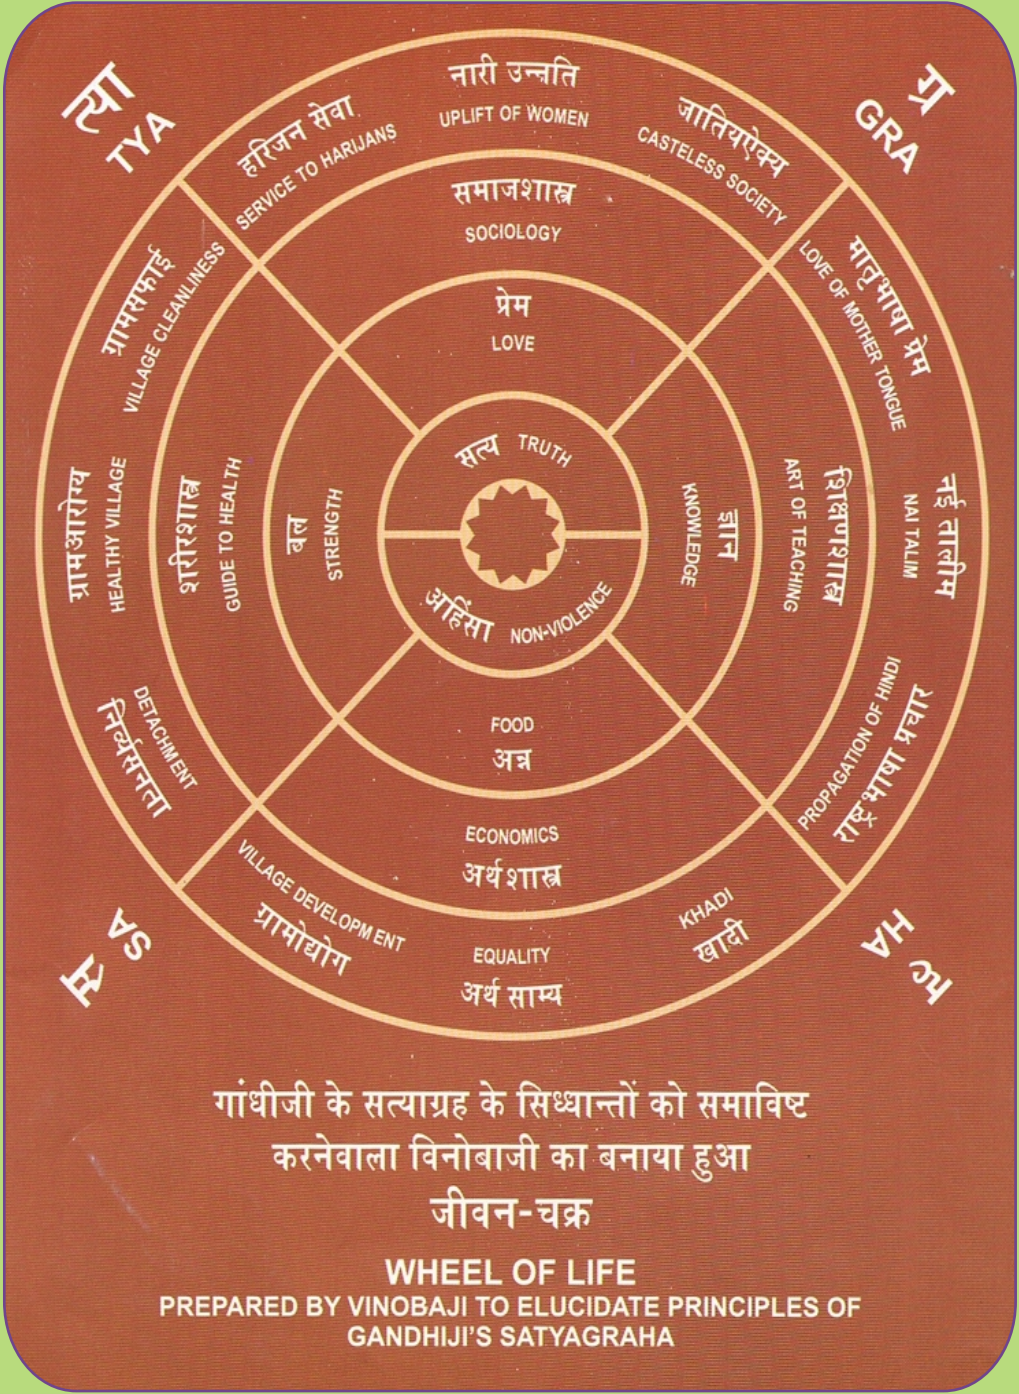 त्या
TYA
ग्र
GRA
नारी उन्नति
UPLIFT OF WOMEN
हरिजन सेवा
SERVICE TO HARIJANS
जातियऐक्य
CASTELESS SOCIETY
समाजशास्त्र
SOCIOLOGY
प्रेम
LOVE
ग्रामसफाई
VILLAGE CLEANLINESS
मातृभाषा प्रेम
LOVE OF MOTHER TONGUE
सत्य TRUTH
ग्रामआरोग्य
HEALTHY VILLAGE
शरीरशास्त्र
GUIDE TO HEALTH
बल
STRENGTH
KNOWLEDGE
ज्ञान
ART OF TEACHING
शिक्षणशास्त्र
NAI TALIM
नई तालीम
अहिंसा NON-VIOLENCE
DETACHMENT
निर्व्यसनता
PROPAGATION OF HINDI
राष्ट्रभाषा प्रचार
FOOD
अन्न
ECONOMICS
अर्थशास्त्र
VILLAGE DEVELOPMENT
ग्रामोद्योग
EQUALITY
अर्थ साम्य
KHADI
खादी
SA
स
HA
ह
गांधीजी के सत्याग्रह के सिध्धान्तों को समाविष्ट
करनेवाला विनोबाजी का बनाया हुआ
जीवन-चक्र
WHEEL OF LIFE
PREPARED BY VINOBAJI TO ELUCIDATE PRINCIPLES OF
GANDHIJI'S SATYAGRAHA